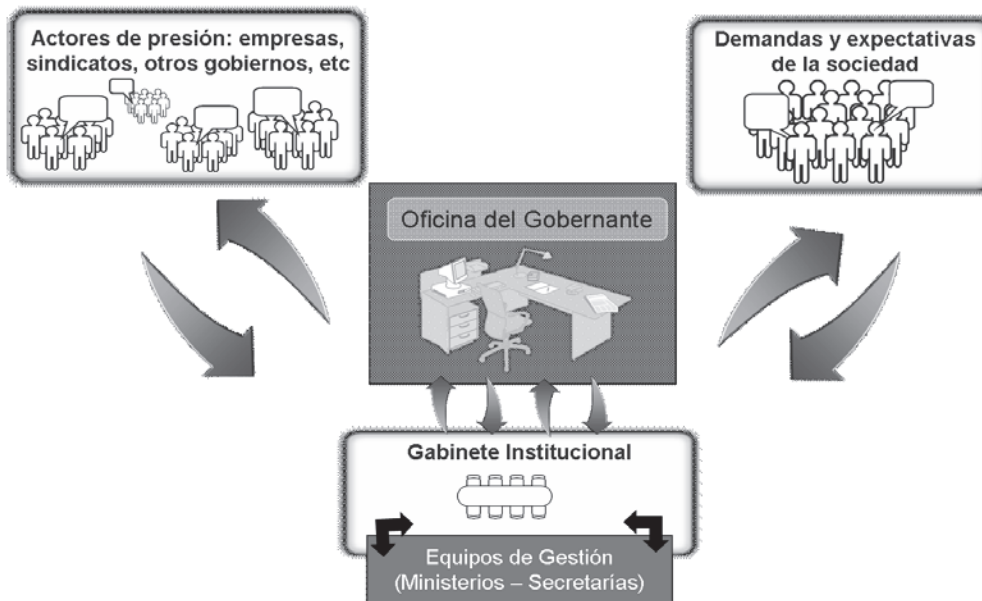 Actores de presión: empresas,
sindicatos, otros gobiernos, etc
Demandas y expectativas
de la sociedad
Oficina del Gobernante
Gabinete Institucional
Equipos de Gestión
(Ministerios – Secretarías)